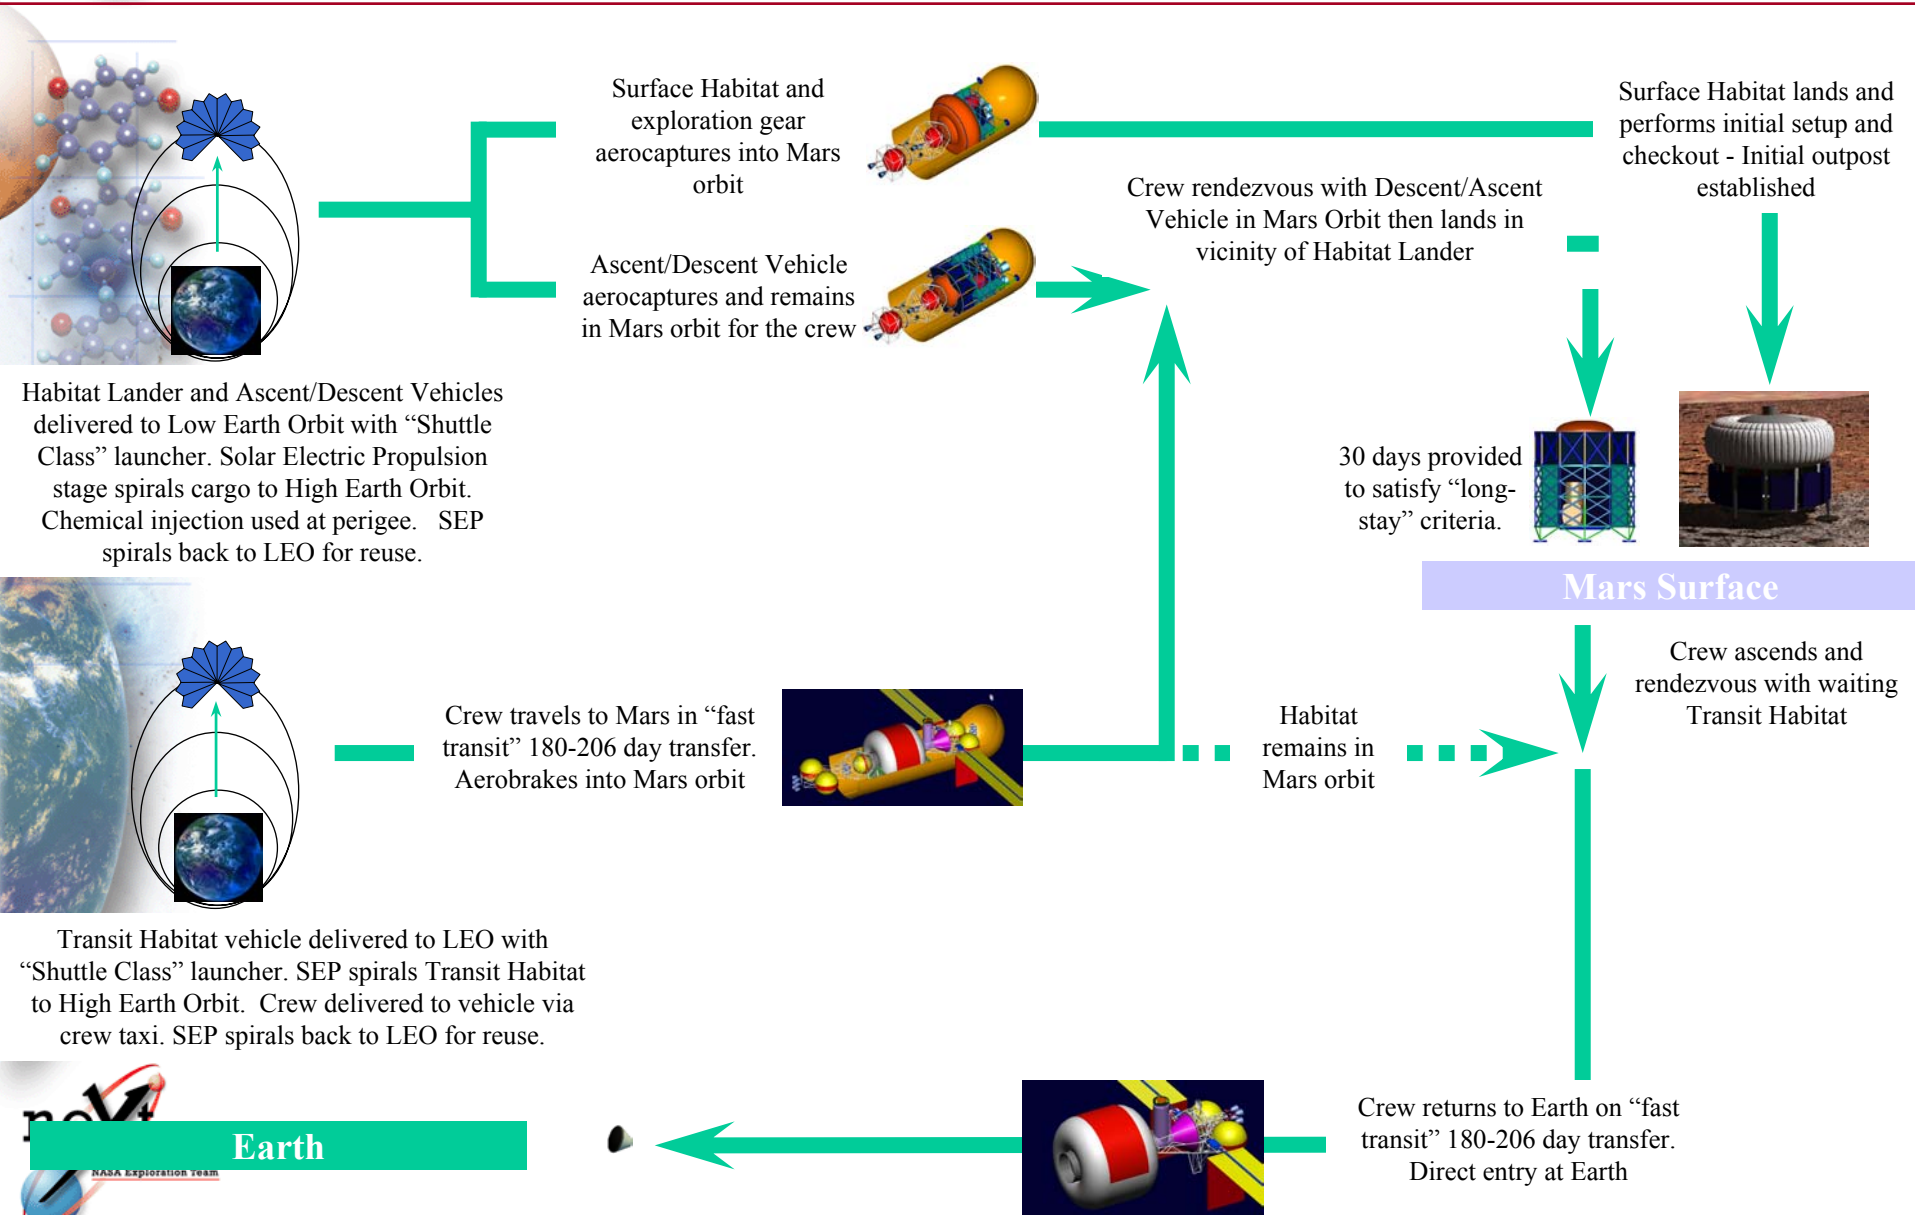 Surface Habitat and
exploration gear
aerocaptures into Mars
orbit
Surface Habitat lands and
performs initial setup and
checkout - Initial outpost
established
Crew rendezvous with Descent/Ascent
Vehicle in Mars Orbit then lands in
vicinity of Habitat Lander
Ascent/Descent Vehicle
aerocaptures and remains
in Mars orbit for the crew
Habitat Lander and Ascent/Descent Vehicles
delivered to Low Earth Orbit with “Shuttle
Class” launcher. Solar Electric Propulsion
stage spirals cargo to High Earth Orbit.
Chemical injection used at perigee.   SEP
spirals back to LEO for reuse.
30 days provided
to satisfy “long-
stay” criteria.
Mars Surface
Crew ascends and
rendezvous with waiting
Transit Habitat
Crew travels to Mars in “fast
transit” 180-206 day transfer.
Aerobrakes into Mars orbit
Habitat
remains in
Mars orbit
Transit Habitat vehicle delivered to LEO with
“Shuttle Class” launcher. SEP spirals Transit Habitat
to High Earth Orbit.  Crew delivered to vehicle via
crew taxi. SEP spirals back to LEO for reuse.
Earth
NASA Exploration Team
Crew returns to Earth on “fast
transit” 180-206 day transfer.
Direct entry at Earth